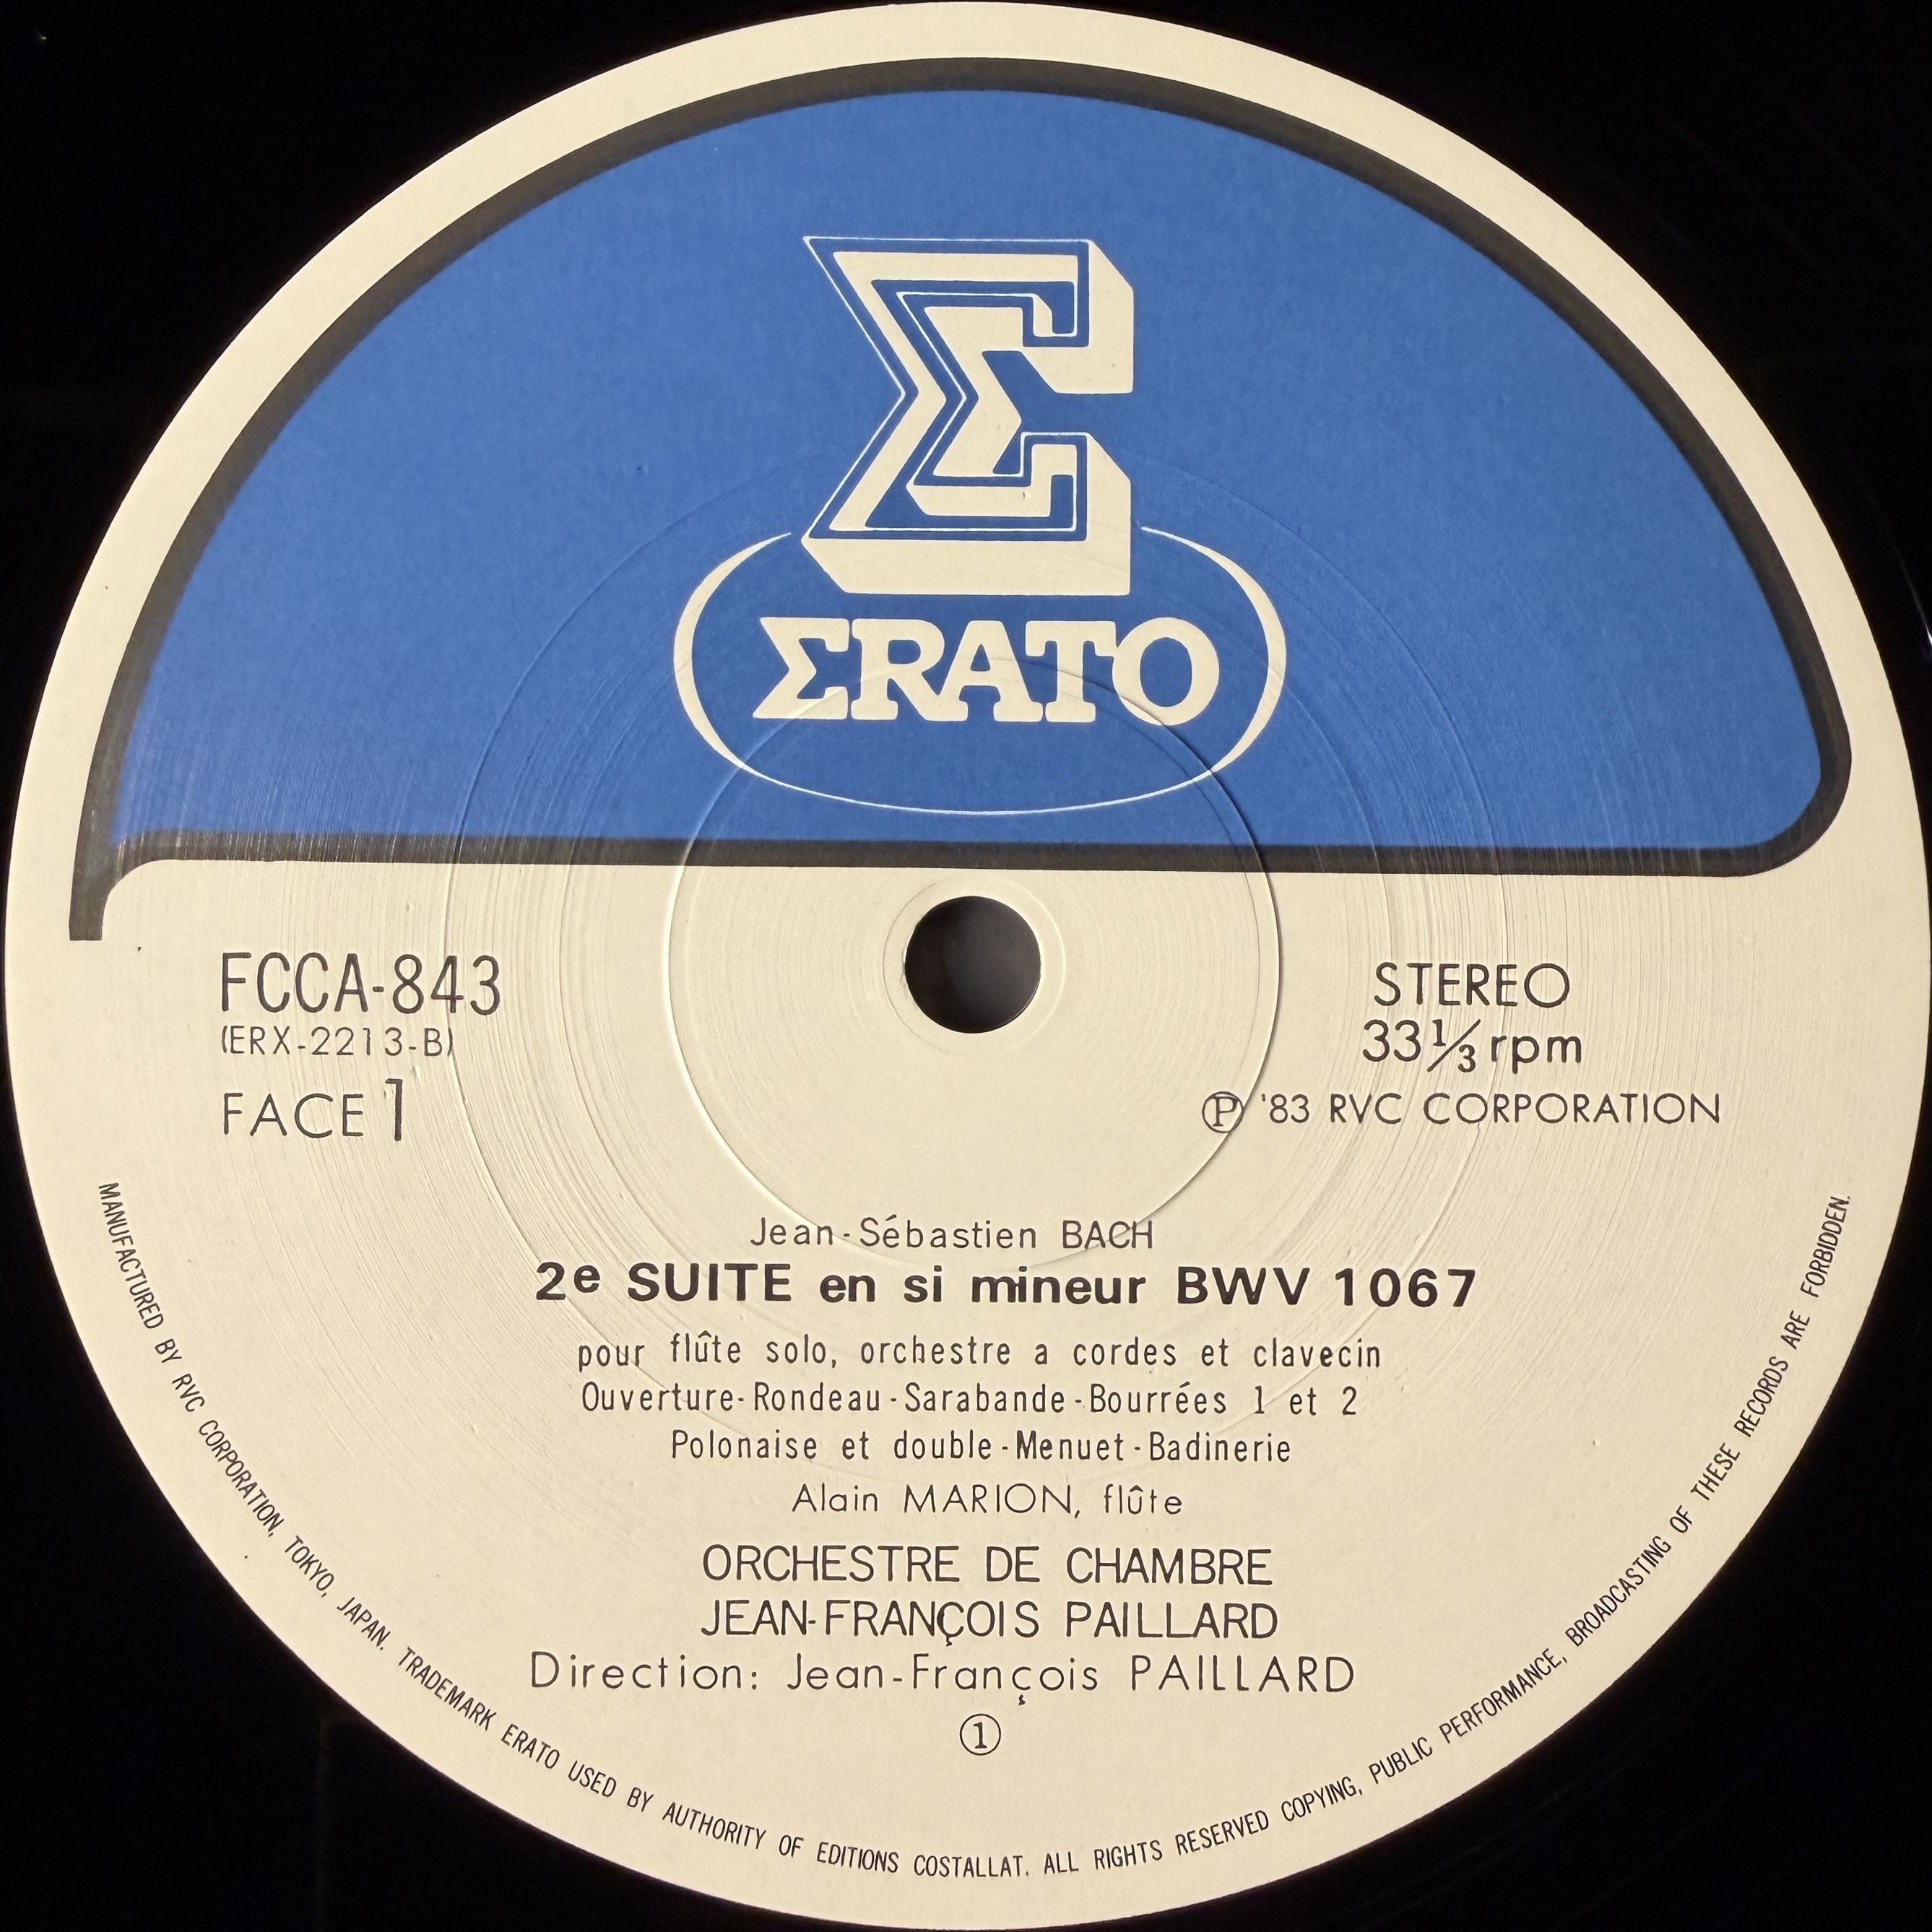 Σ
ΣRATO
FCCA-843
(ERX-2213-B)
FACE 1
STEREO
33⅓ rpm
Ⓟ '83 RVC CORPORATION
Jean-Sébastien BACH
2e SUITE en si mineur BWV 1067
pour flûte solo, orchestre a cordes et clavecin
Ouverture-Rondeau-Sarabande-Bourrées 1 et 2
Polonaise et double-Menuet-Badinerie
Alain MARION, flûte
ORCHESTRE DE CHAMBRE
JEAN-FRANÇOIS PAILLARD
Direction: Jean-François PAILLARD
①
MANUFACTURED BY RVC CORPORATION, TOKYO, JAPAN. TRADEMARK ERATO USED BY AUTHORITY OF EDITIONS COSTALLAT. ALL RIGHTS RESERVED COPYING, PUBLIC PERFORMANCE, BROADCASTING OF THESE RECORDS ARE FORBIDDEN.